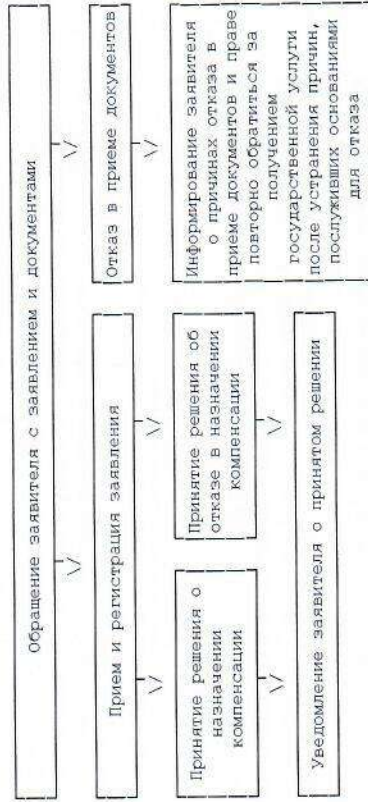 Обращение заявителя с заявлением и документами
Прием и регистрация заявления
Отказ в приеме документов
Принятие решения о
назначении
компенсации
Принятие решения об
отказе в назначении
компенсации
Информирование заявителя
о причинах отказа в
приеме документов и праве
повторно обратиться за
получением
государственной услуги
после устранения причин,
послуживших основаниями
для отказа
Уведомление заявителя о принятом решении